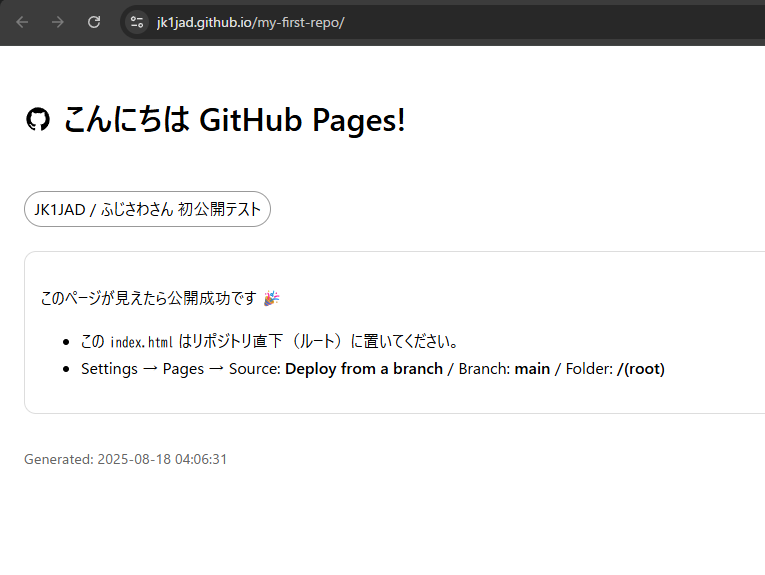 jk1jad.github.io/my-first-repo/
こんにちは GitHub Pages!
JK1JAD / ふじさわさん 初公開テスト
このページが見えたら公開成功です 🎉
この index.html はリポジトリ直下（ルート）に置いてください。
Settings → Pages → Source: Deploy from a branch / Branch: main / Folder: /(root)
Generated: 2025-08-18 04:06:31